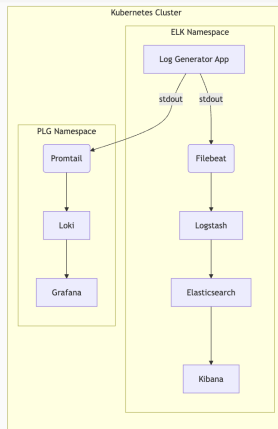 Kubernetes Cluster
ELK Namespace
Log Generator App
stdout
stdout
PLG Namespace
Promtail
Filebeat
Loki
Logstash
Grafana
Elasticsearch
Kibana